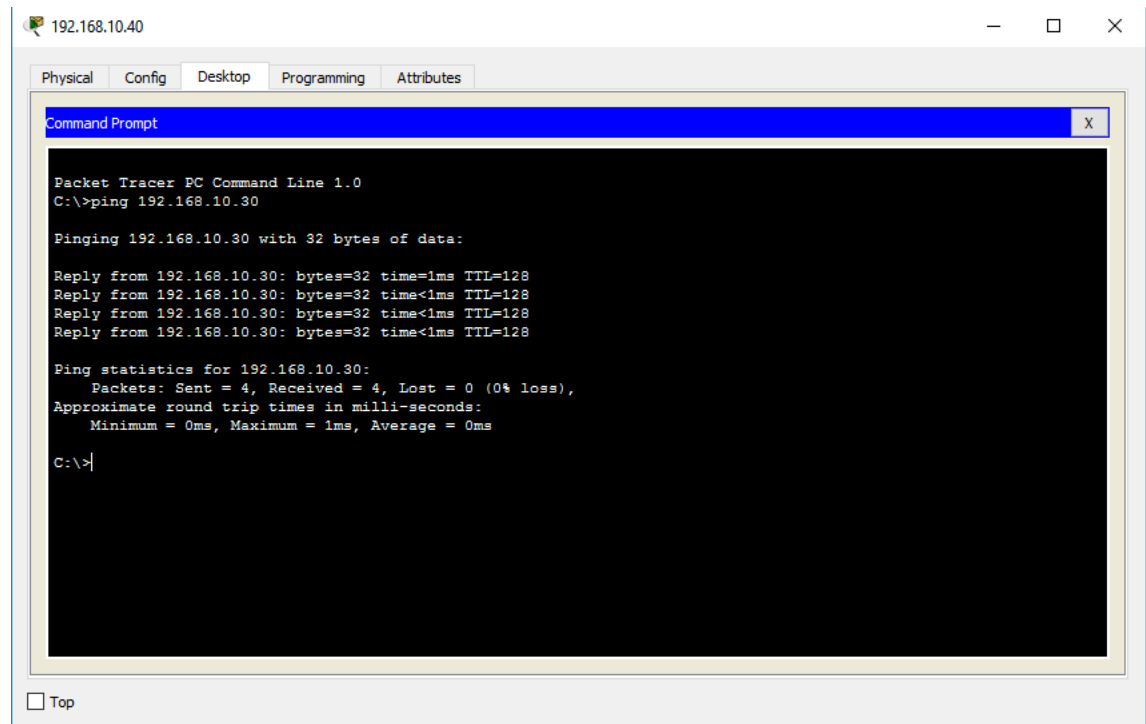 192.168.10.40
Physical Config Desktop Programming Attributes
Command Prompt X
Packet Tracer PC Command Line 1.0
C:\>ping 192.168.10.30
Pinging 192.168.10.30 with 32 bytes of data:
Reply from 192.168.10.30: bytes=32 time=1ms TTL=128
Reply from 192.168.10.30: bytes=32 time<1ms TTL=128
Reply from 192.168.10.30: bytes=32 time<1ms TTL=128
Reply from 192.168.10.30: bytes=32 time<1ms TTL=128
Ping statistics for 192.168.10.30:
Packets: Sent = 4, Received = 4, Lost = 0 (0% loss),
Approximate round trip times in milli-seconds:
Minimum = 0ms, Maximum = 1ms, Average = 0ms
C:\>
Top